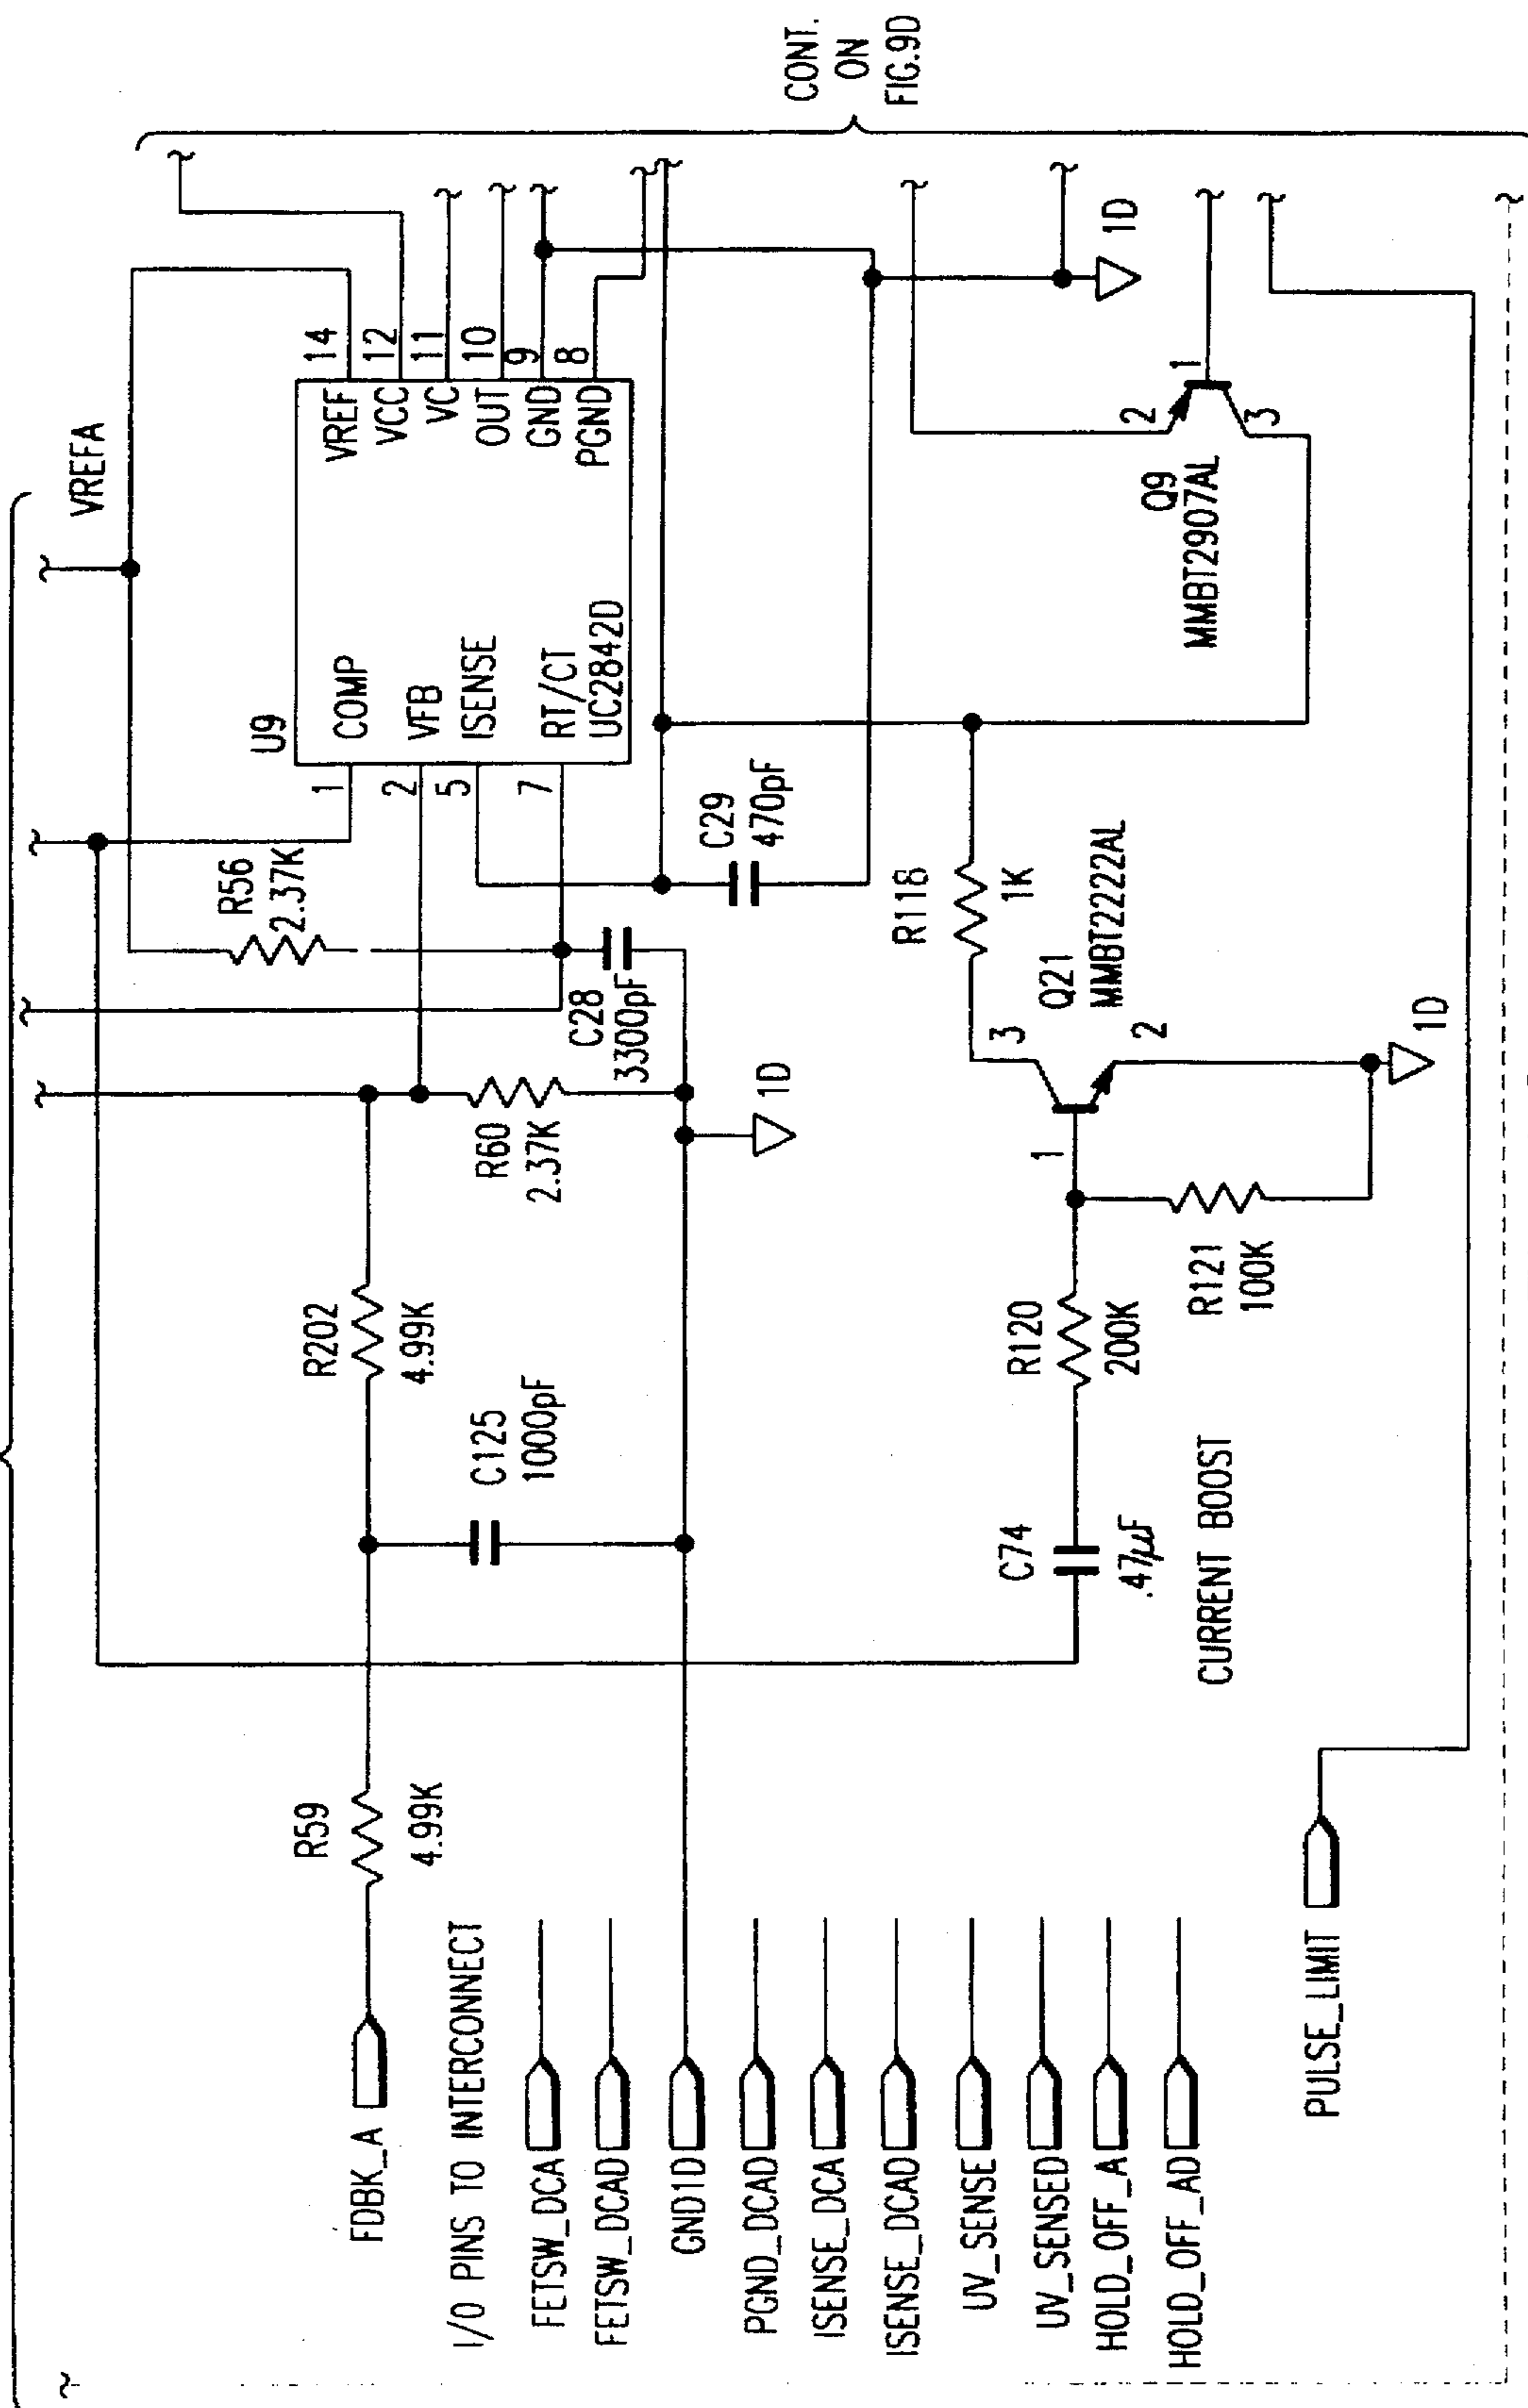 CONT.
ON
FIG.9D
VREFA
U9
COMP
VFB
ISENSE
RT/CT
UC2842D
VREF
VCC
VC
OUT
GND
PGND
1
2
5
7
14
12
11
10
9
8
R56
2.37K
C28
3300pF
C29
470pF
R60
2.37K
1D
1D
R202
4.99K
C125
1000pF
R59
4.99K
FDBK_A
I/O PINS TO INTERCONNECT
FETSW_DCA
FETSW_DCAD
GND1D
PGND_DCAD
ISENSE_DCA
ISENSE_DCAD
UV_SENSE
UV_SENSED
HOLD_OFF_A
HOLD_OFF_AD
PULSE_LIMIT
CURRENT BOOST
C74
.47µF
R120
200K
R121
100K
R118
1K
Q21
MMBT2222AL
1
3
2
1D
Q9
MMBT2907AL
2
1
3